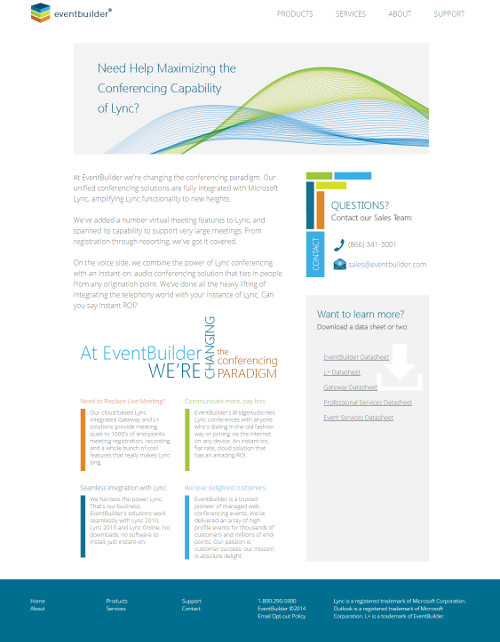 eventbuilder®
PRODUCTS SERVICES ABOUT SUPPORT
Need Help Maximizing the
Conferencing Capability
of Lync?
At EventBuilder we're changing the conferencing paradigm. Our
unified conferencing solutions are fully integrated with Microsoft
Lync, amplifying Lync functionality to new heights.
We've added a number virtual meeting features to Lync, and
spanned its capability to support very large meetings. From
registration through reporting, we've got it covered.
On the voice side, we combine the power of Lync conferencing
with an instant-on, audio conferencing solution that ties in people
from any origination point. We've done all the heavy lifting of
integrating the telephony world with your instance of Lync. Can
you say Instant ROI?
CONTACT
QUESTIONS?
Contact our Sales Team:
(866) 341-3001
sales@eventbuilder.com
Want to learn more?
Download a data sheet or two:
EventBuilder Datasheet
L+ Datasheet
Gateway Datasheet
Professional Services Datasheet
Event Services Datasheet
At EventBuilder
WE'RE
CHANGING
the
conferencing
PARADIGM
Need to Replace Live Meeting?
Our cloud based Lync
Integrated Gateway and L+
solutions provide meeting
scale to 1000's of end-points,
meeting registration, recording,
and a whole bunch of cool
features that really makes Lync
sing.
Communicate more, pay less.
EventBuilder's BridgeAudio ties
Lync conferences with anyone
who's dialing in the old fashion
way or joining via the internet
on any device. An instant-on,
flat rate, cloud solution that
has an amazing ROI.
Seamless integration with Lync.
We harness the power Lync.
That's our business.
EventBuilder's solutions work
seamlessly with Lync 2010,
Lync 2013 and Lync Online. No
downloads, no software to
install, just instant-on.
We love delighted customers.
EventBuilder is a trusted
pioneer of managed web
conferencing events. We've
delivered an array of high
profile events for thousands of
customers and millions of end-
points. Our passion is
customer success, our mission
is absolute delight.
Home
About
Products
Services
Support
Contact
1-800-290-5900
EventBuilder ©2014
Email Opt-out Policy
Lync is a registered trademark of Microsoft Corporation.
Outlook is a registered trademark of Microsoft
Corporation. L+ is a trademark of EventBuilder.